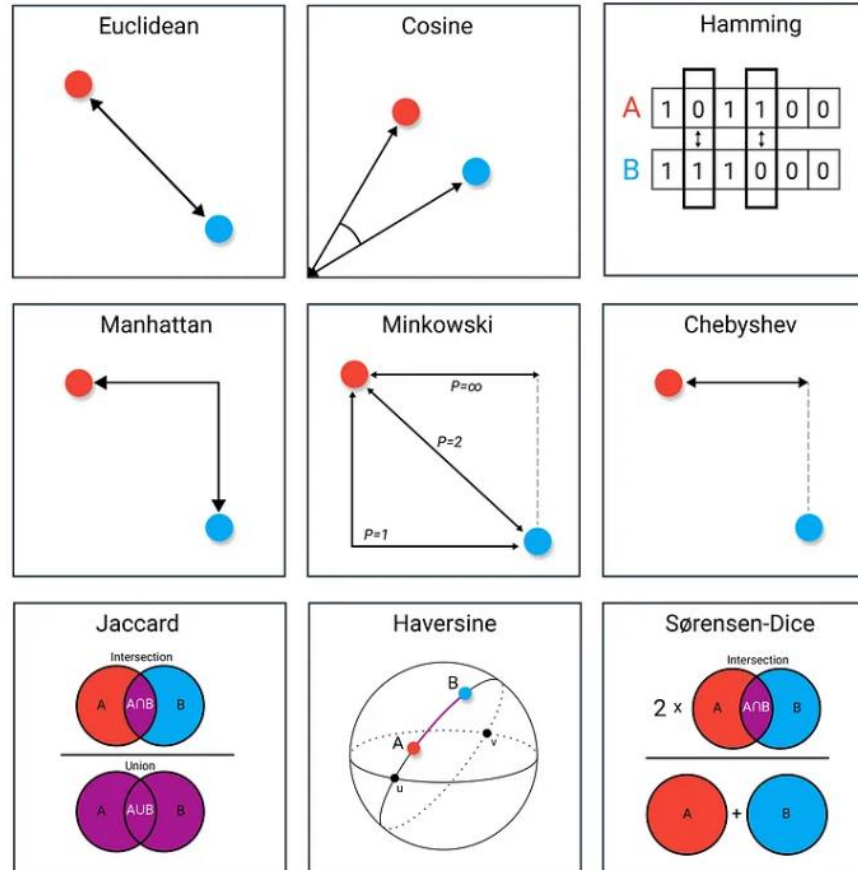 Euclidean
Cosine
Hamming
A 1 0 1 1 0 0
B 1 1 1 0 0 0
Manhattan
Minkowski
P=∞
P=2
P=1
Chebyshev
Jaccard
Intersection
A A∩B B
Union
A A∪B B
Haversine
B
A
v
u
Sørensen-Dice
Intersection
2 x A A∩B B
A + B